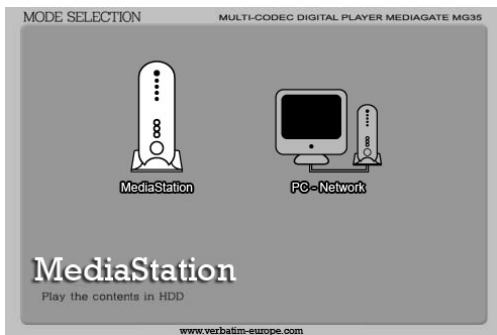 MODE SELECTION MULTI-CODEC DIGITAL PLAYER MEDIAGATE MG35
MediaStation PC - Network
MediaStation
Play the contents in HDD
www.verbatim-europe.com